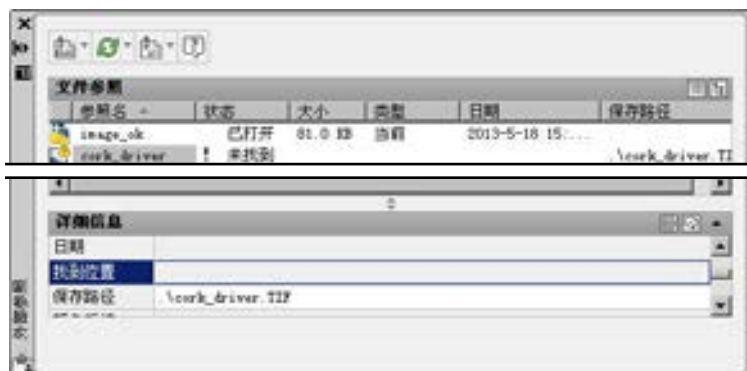 文件参照
参照名 状态 大小 类型 日期 保存路径
image_ok 已打开 81.0 KB 当前 2013-5-18 15:...
cork_driver ! 未找到 .\cork_driver.TI
详细信息
日期
找到位置
保存路径 .\cork_driver.TIF